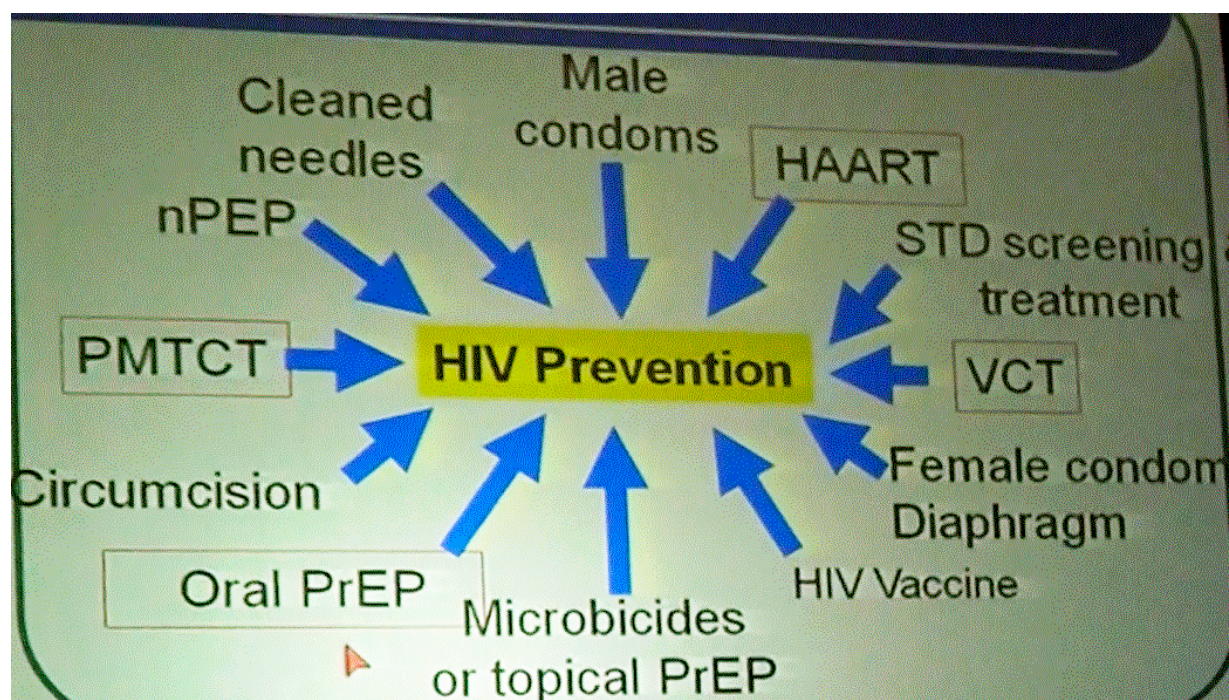 Male
condoms
Cleaned
needles
HAART
nPEP
STD screening
treatment
PMTCT
HIV Prevention
VCT
Circumcision
Female condom
Diaphragm
Oral PrEP
HIV Vaccine
Microbicides
or topical PrEP